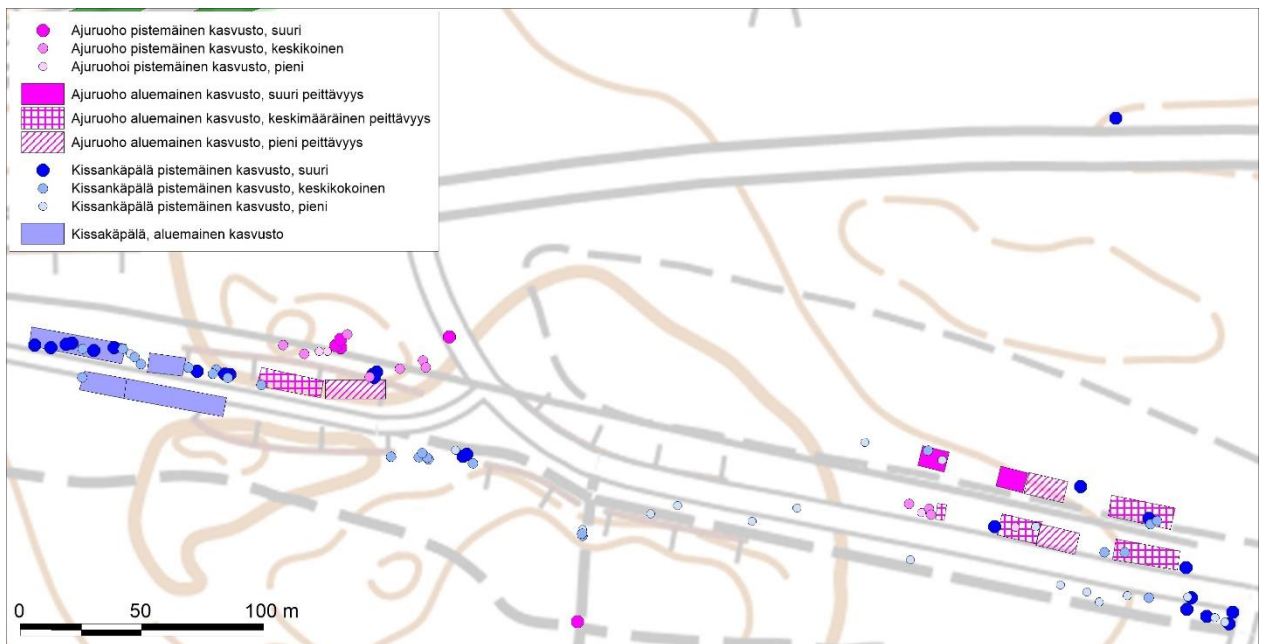 Ajuruoho pistemäinen kasvusto, suuri
Ajuruoho pistemäinen kasvusto, keskikoinen
Ajuruohoi pistemäinen kasvusto, pieni
Ajuruoho aluemainen kasvusto, suuri peittävyys
Ajuruoho aluemainen kasvusto, keskimääräinen peittävyys
Ajuruoho aluemainen kasvusto, pieni peittävyys
Kissankäpälä pistemäinen kasvusto, suuri
Kissankäpälä pistemäinen kasvusto, keskikokoinen
Kissankäpälä pistemäinen kasvusto, pieni
Kissakäpälä, aluemainen kasvusto
0 50 100 m